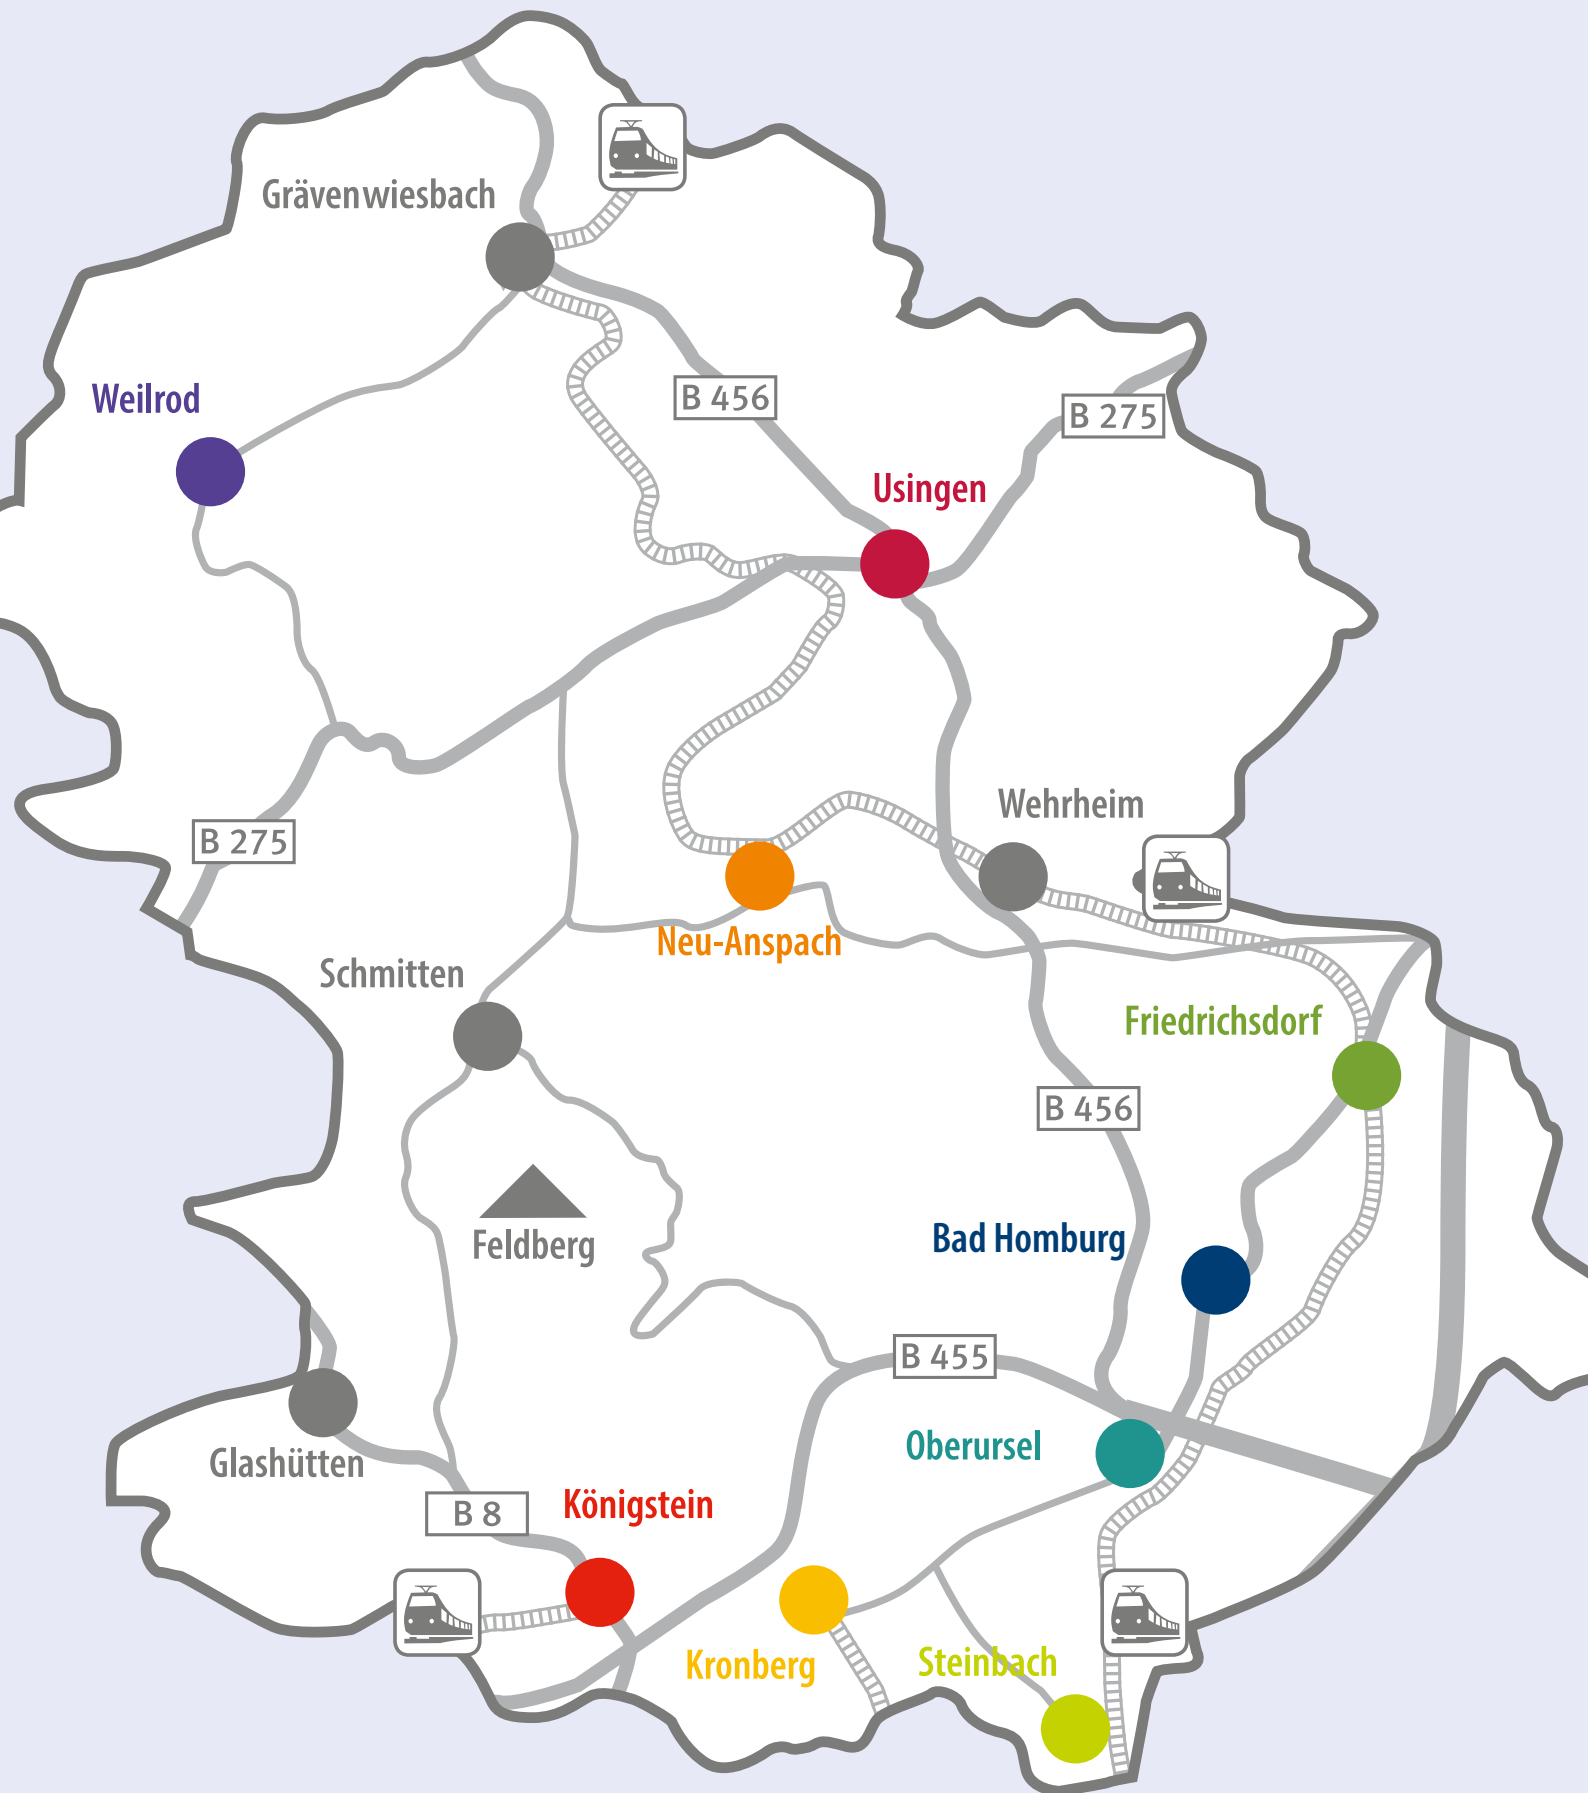 Grävenwiesbach
Weilrod
B 456
B 275
Usingen
Wehrheim
B 275
Neu-Anspach
Schmitten
Friedrichsdorf
B 456
Feldberg
Bad Homburg
B 455
Oberursel
Glashütten
B 8
Königstein
Kronberg
Steinbach